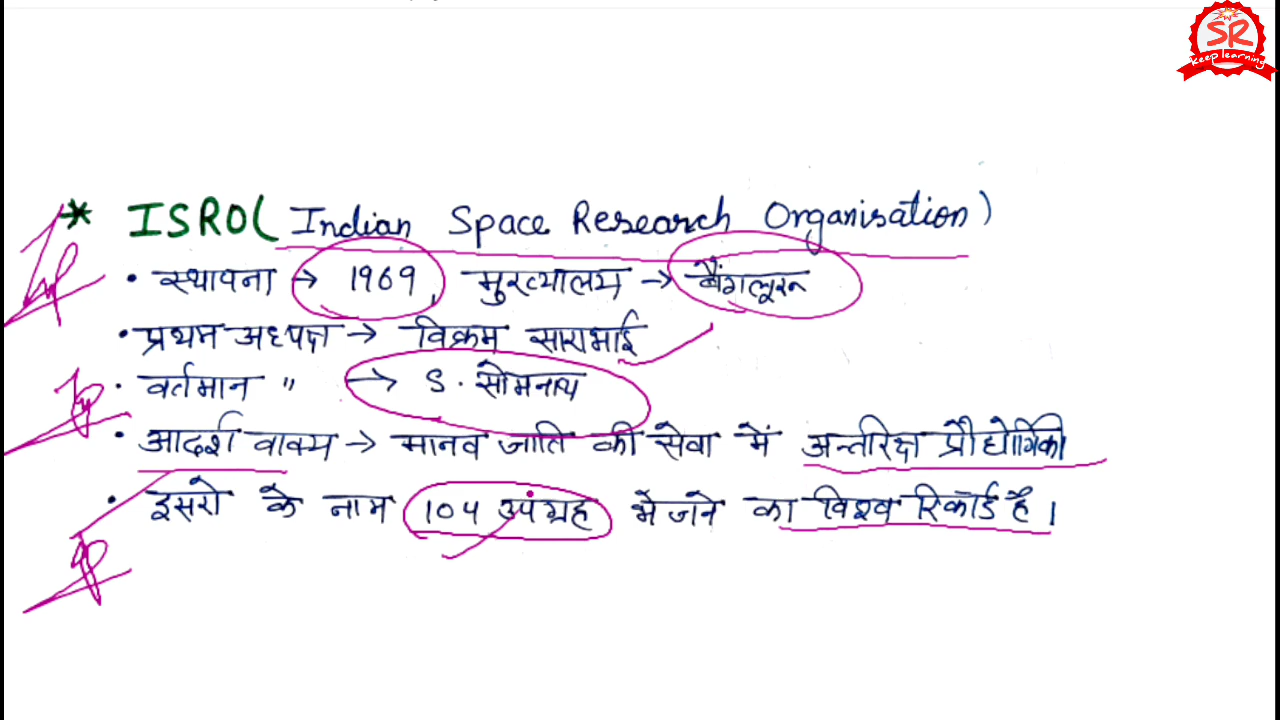 SR
keep learning
* ISRO( Indian Space Research Organisation)
• स्थापना → 1969, मुख्यालय → बैंगलूरू
• प्रथम अध्यक्ष → विक्रम साराभाई
• वर्तमान " → S. सोमनाथ
• आदर्श वाक्य → मानव जाति की सेवा में अन्तरिक्ष प्रौद्योगिकी
• इसरो के नाम 104 उपग्रह भेजने का विश्व रिकॉर्ड है।